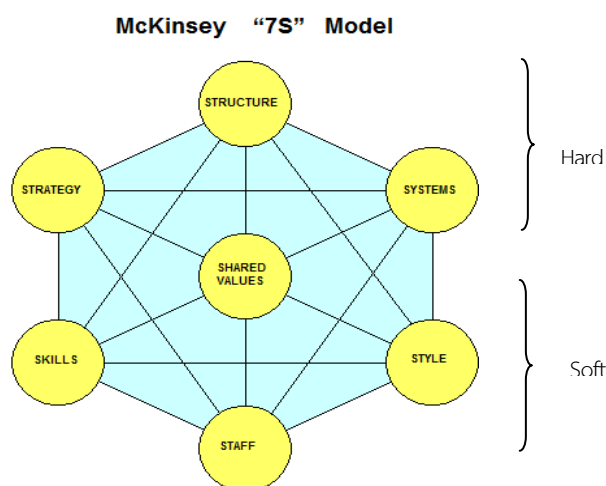 McKinsey “7S” Model
STRUCTURE
Hard
STRATEGY
SYSTEMS
SHARED
VALUES
SKILLS
STYLE
Soft
STAFF